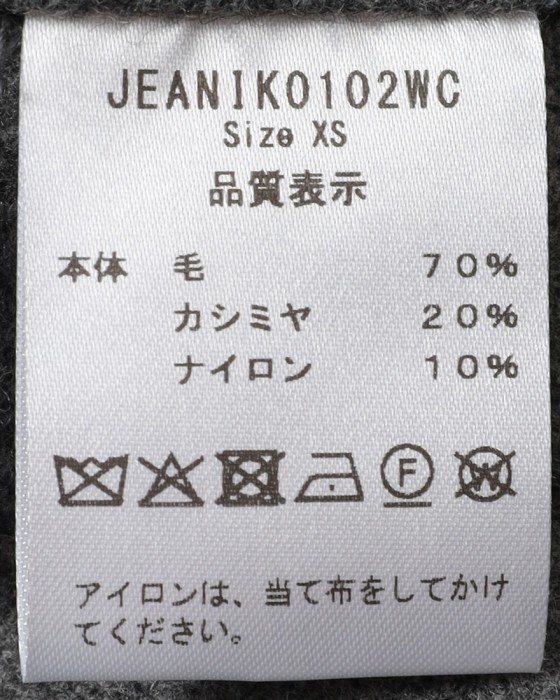 JEANIK0102WC
Size XS
品質表示
本体 毛 70%
カシミヤ 20%
ナイロン 10%
F W
アイロンは、当て布をしてかけ
てください。